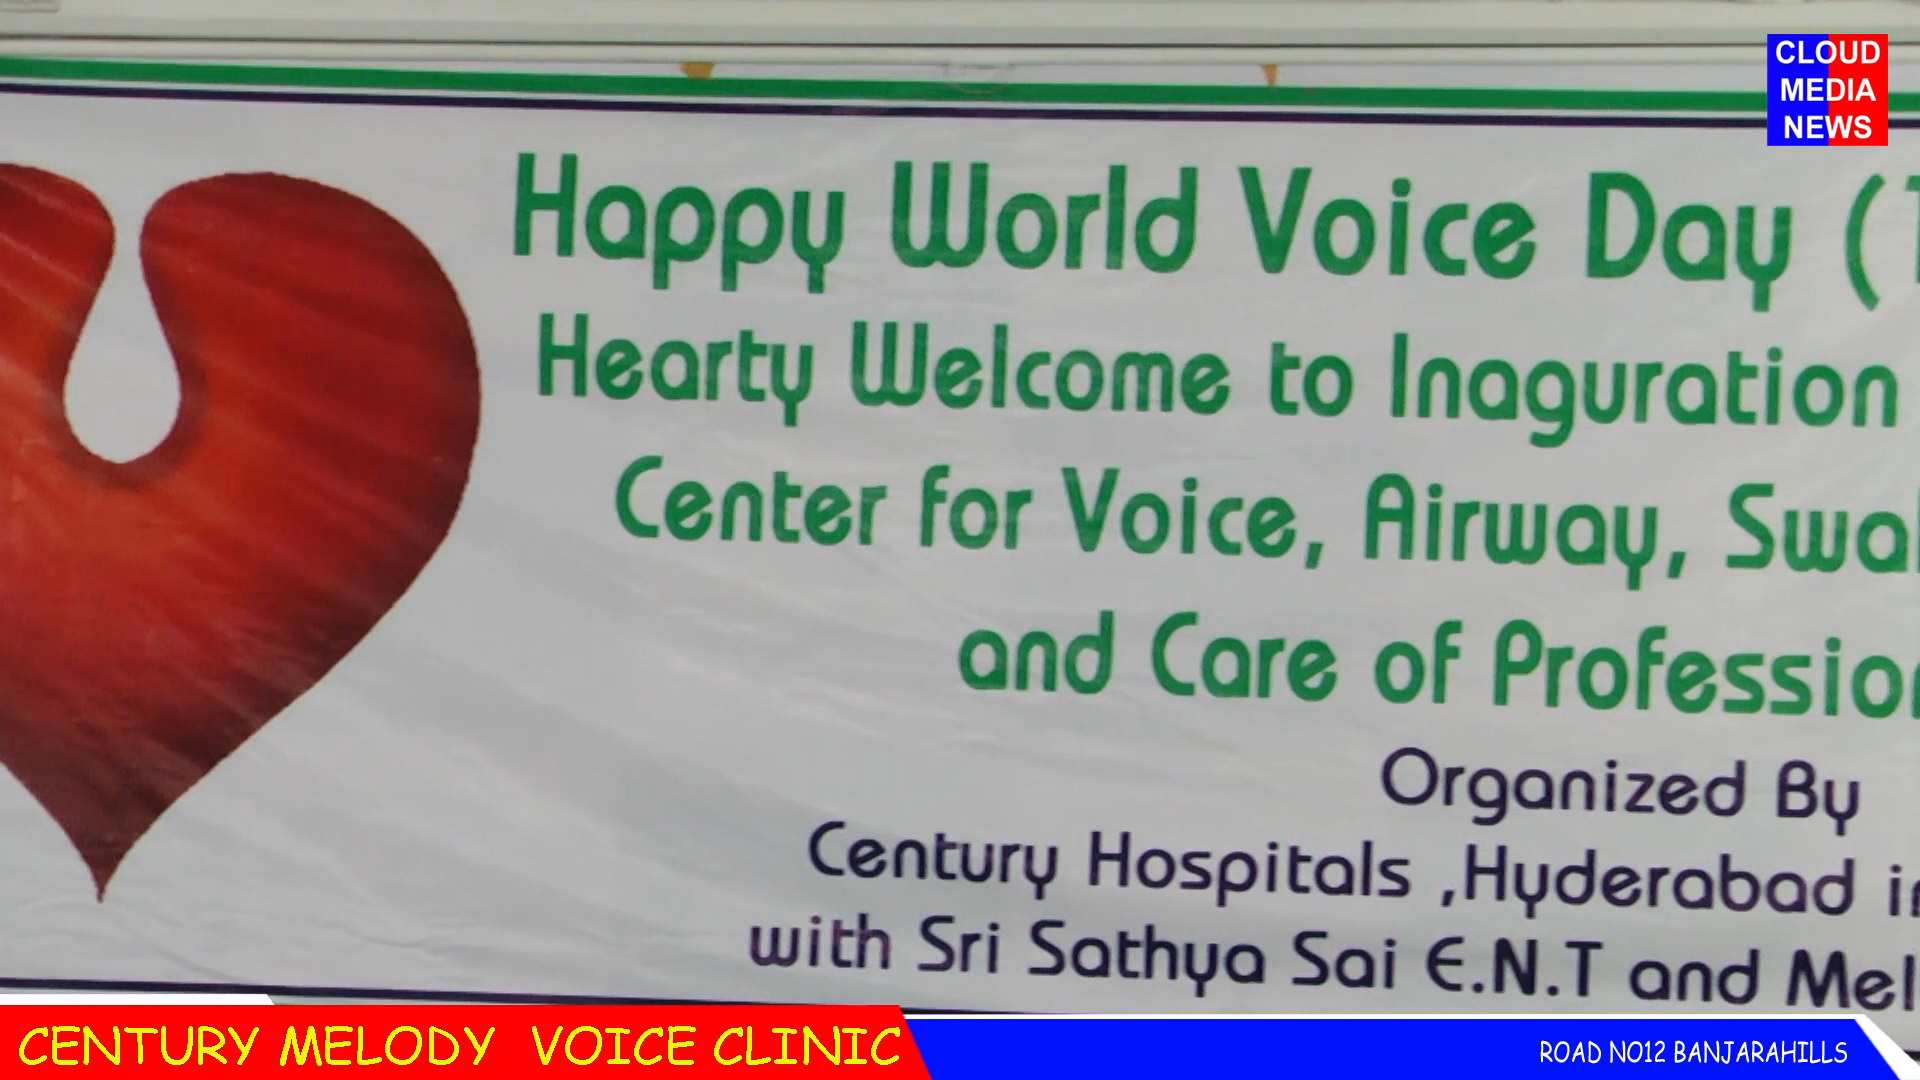 CLOUD
MEDIA
NEWS
Happy World Voice Day (
Hearty Welcome to Inaguration
Center for Voice, Airway,
and Care of
Organized By
Century Hospitals ,Hyderabad
with Sri Sathya Sai E.N.T and
CENTURY MELODY VOICE CLINIC
ROAD NO12 BANJARAHILLS